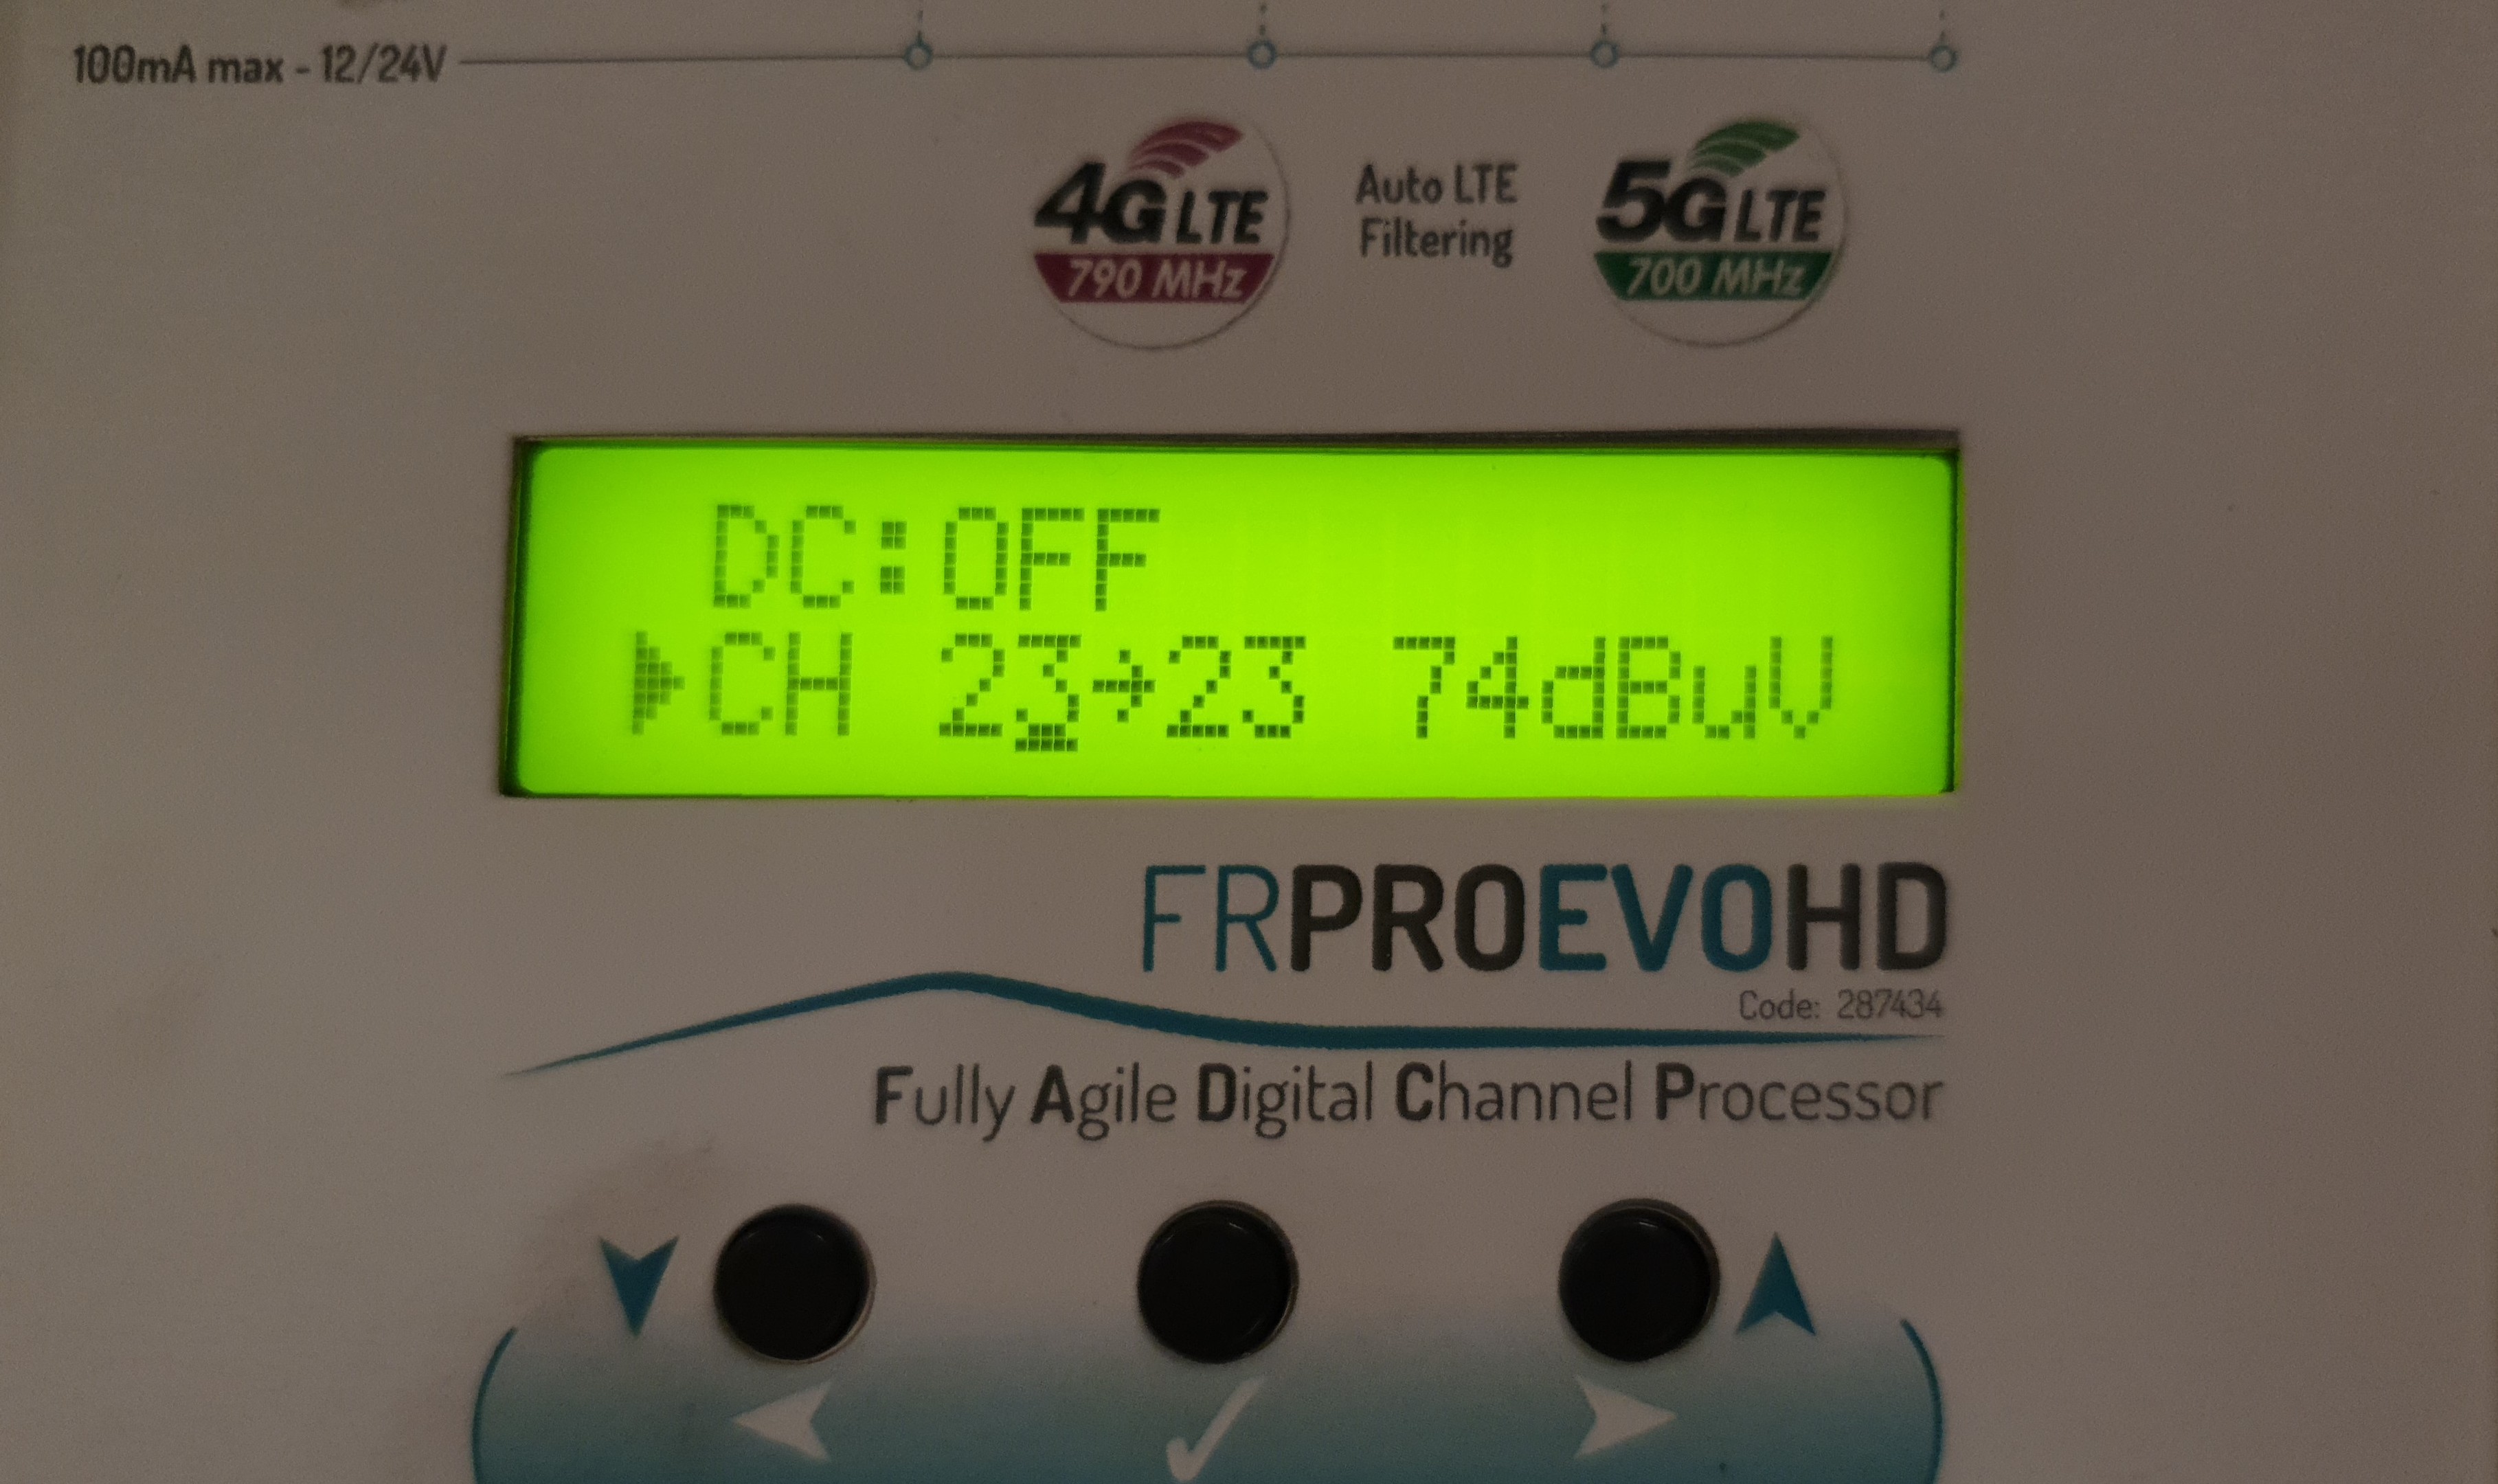 100mA max - 12/24V
4G LTE
790 MHz
Auto LTE
Filtering
5G LTE
700 MHz
DC:OFF
CH 23→23 74dBuV
FRPROEVOHD
Code: 287434
Fully Agile Digital Channel Processor